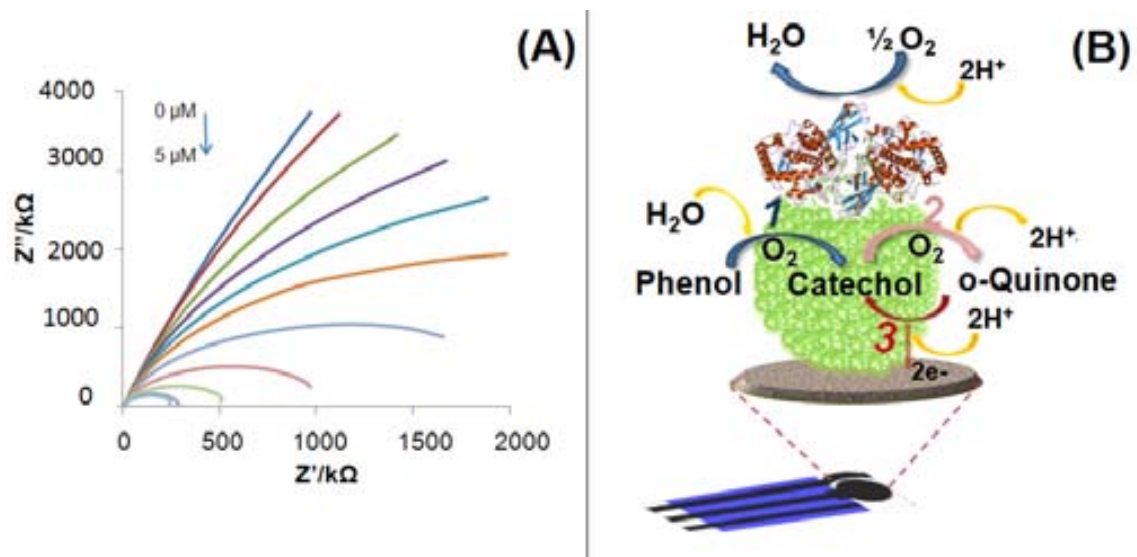 (A)
4000
3000
2000
1000
0
Z''/kΩ
0 µM
5 µM
0 500 1000 1500 2000
Z'/kΩ
(B)
H₂O ½ O₂
2H⁺
H₂O 1 2
O₂ O₂ 2H⁺
Phenol Catechol o-Quinone
3 2H⁺
2e-